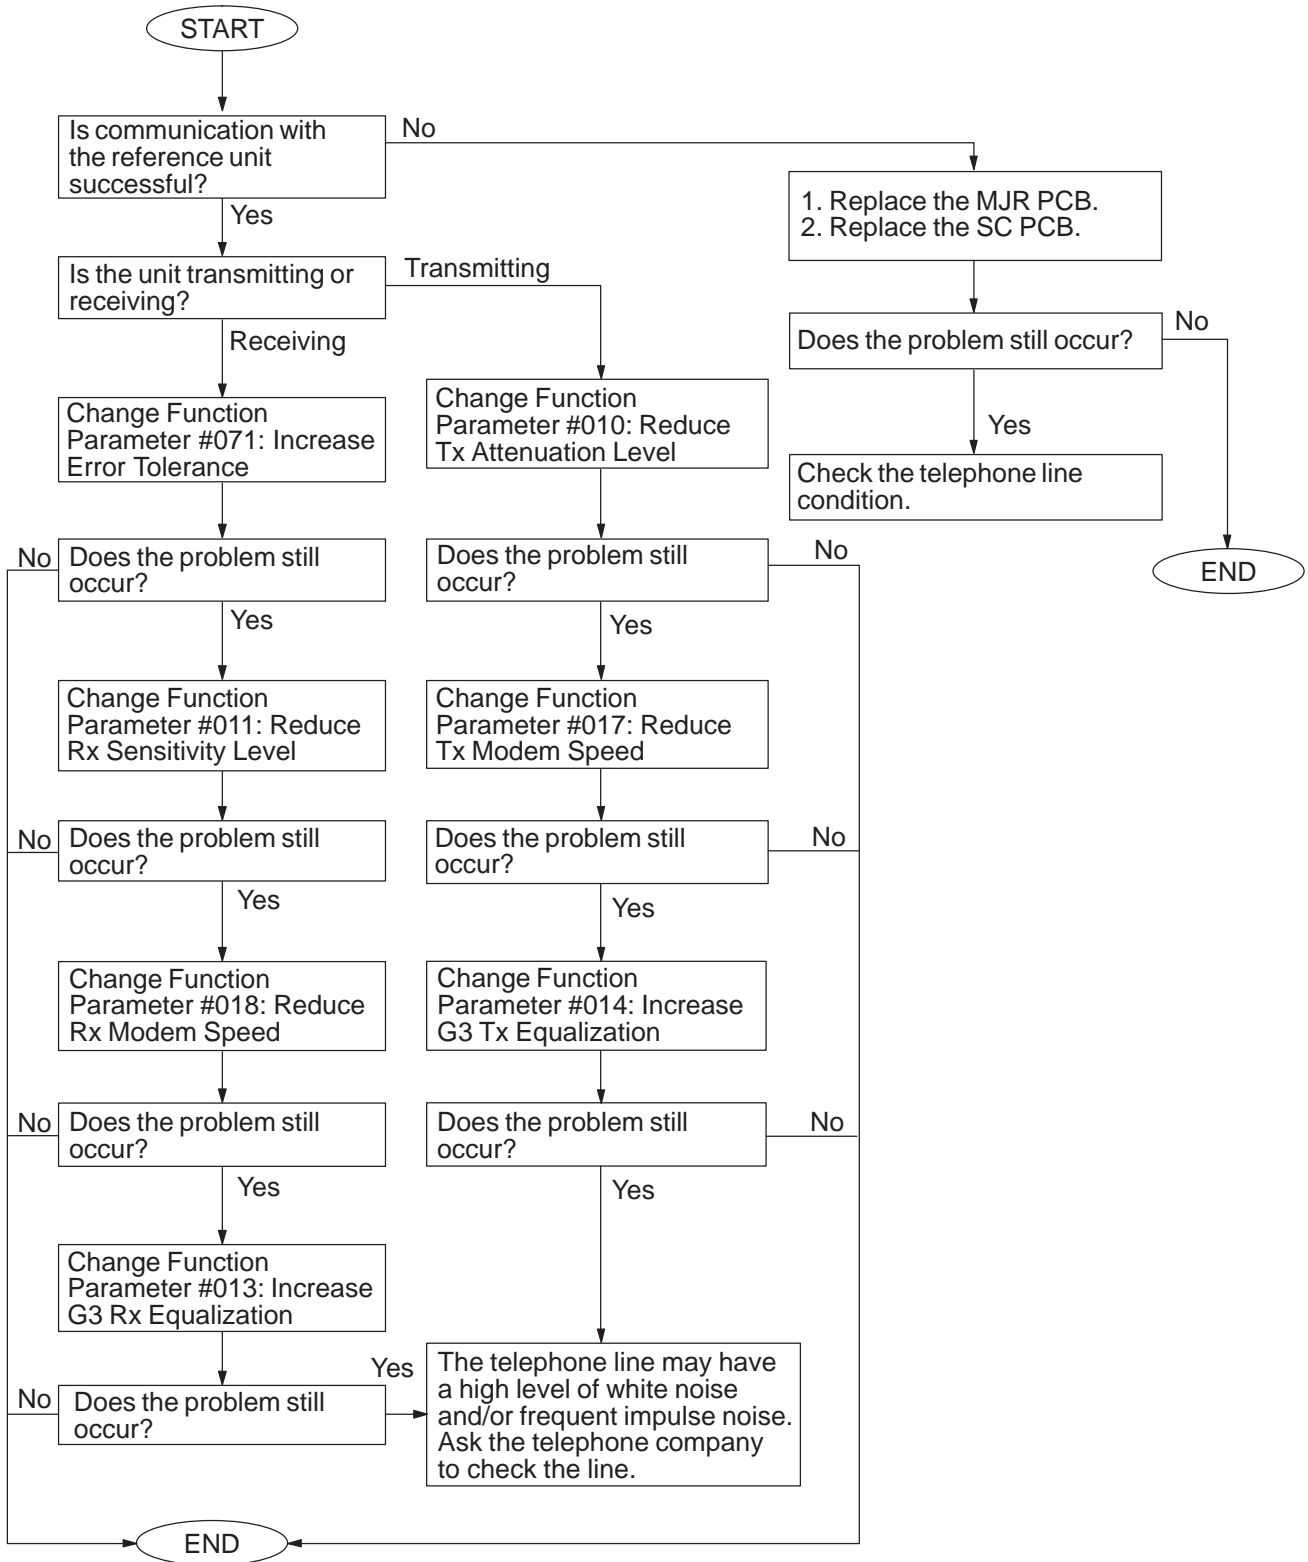 START
Is communication with
the reference unit
successful?
No
Yes
1. Replace the MJR PCB.
2. Replace the SC PCB.
Is the unit transmitting or
receiving?
Transmitting
Receiving
Does the problem still occur?
No
Yes
Check the telephone line
condition.
END
Change Function
Parameter #071: Increase
Error Tolerance
Change Function
Parameter #010: Reduce
Tx Attenuation Level
No
Does the problem still
occur?
Yes
Does the problem still
occur?
No
Yes
Change Function
Parameter #011: Reduce
Rx Sensitivity Level
Change Function
Parameter #017: Reduce
Tx Modem Speed
No
Does the problem still
occur?
Yes
Does the problem still
occur?
No
Yes
Change Function
Parameter #018: Reduce
Rx Modem Speed
Change Function
Parameter #014: Increase
G3 Tx Equalization
No
Does the problem still
occur?
Yes
Does the problem still
occur?
No
Yes
Change Function
Parameter #013: Increase
G3 Rx Equalization
No
Does the problem still
occur?
Yes
The telephone line may have
a high level of white noise
and/or frequent impulse noise.
Ask the telephone company
to check the line.
END